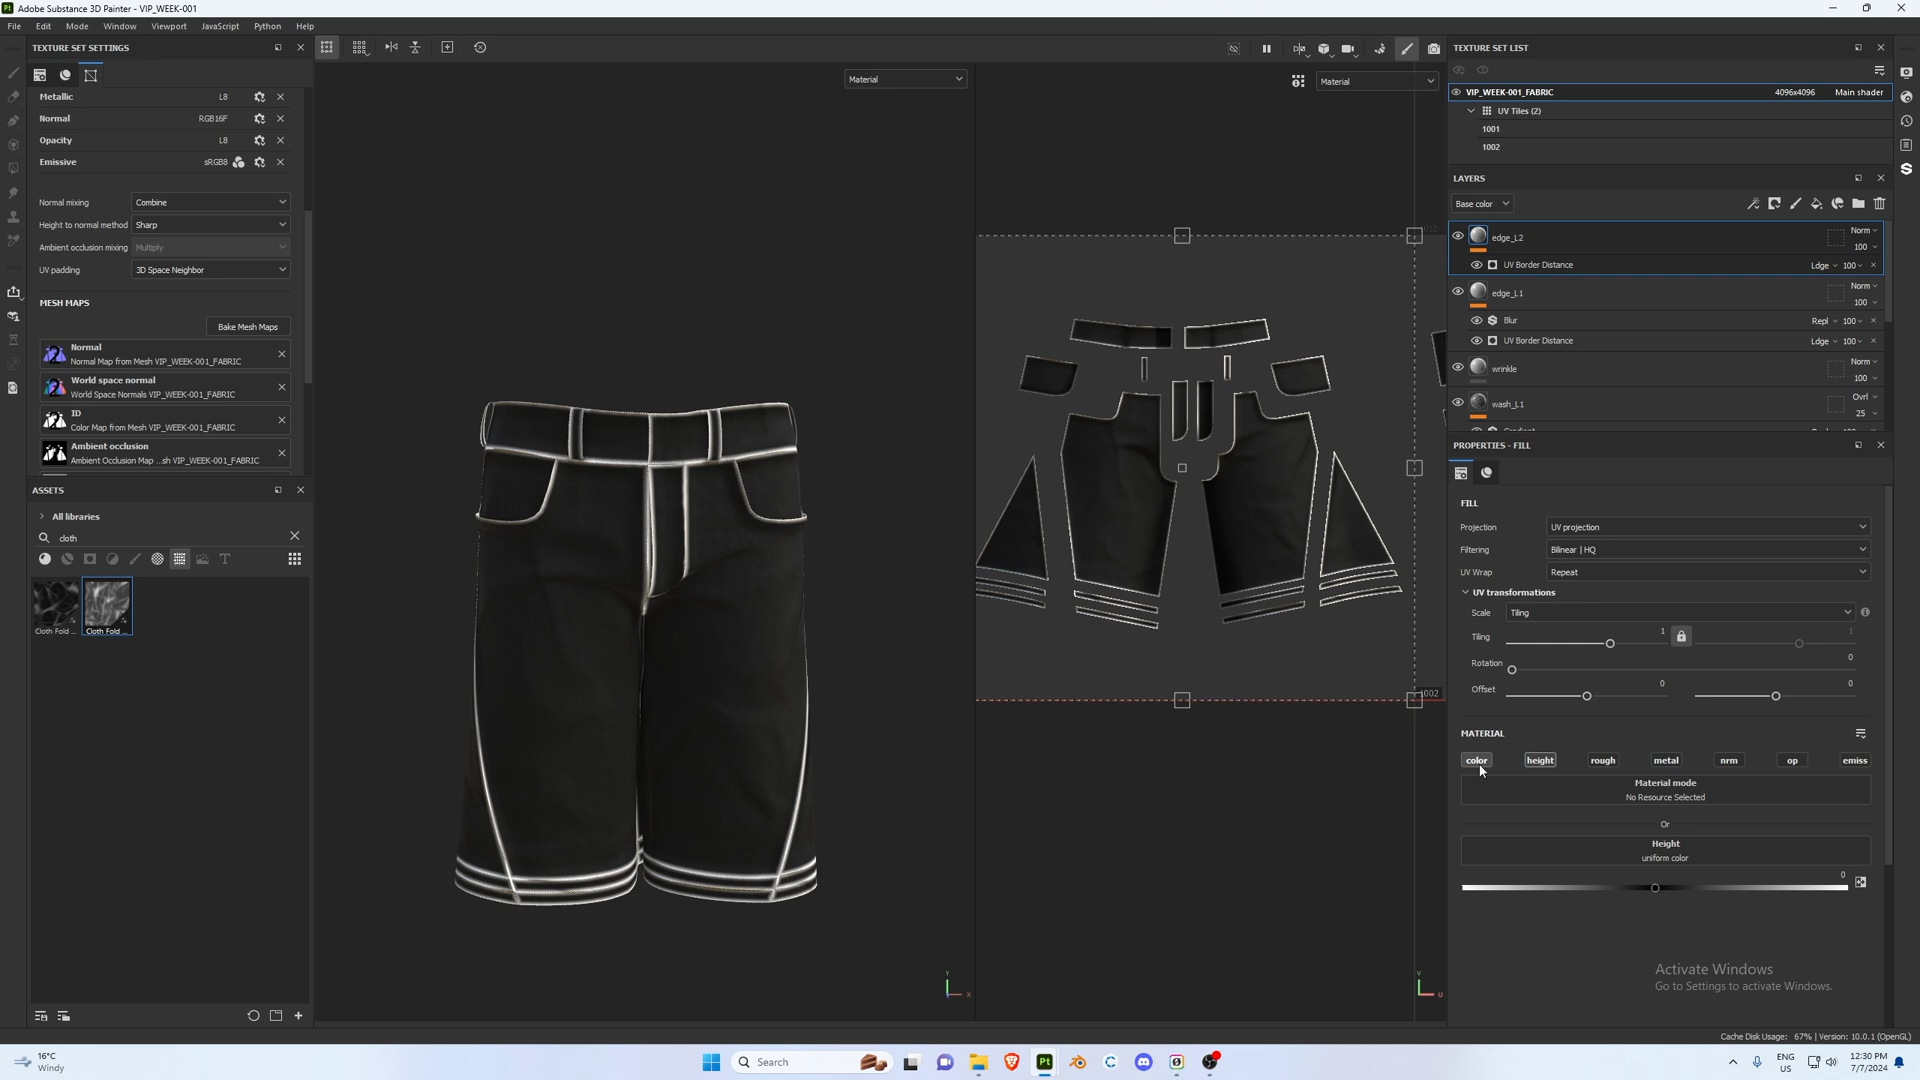 Adobe Substance 3D Painter - VIP_WEEK-001
File Edit Mode Window Viewport JavaScript Python Help
TEXTURE SET SETTINGS
Metallic L8
Normal RGB16F
Opacity L8
Emissive sRGB8
Normal mixing Combine
Height to normal method Sharp
Ambient occlusion mixing Multiply
UV padding 3D Space Neighbor
MESH MAPS
Bake Mesh Maps
Normal
Normal Map from Mesh VIP_WEEK-001_FABRIC
World space normal
World Space Normals VIP_WEEK-001_FABRIC
ID
Color Map from Mesh VIP_WEEK-001_FABRIC
Ambient occlusion
Ambient Occlusion Map ...sh VIP_WEEK-001_FABRIC
ASSETS
All libraries
cloth
Cloth Fold ... Cloth Fold ...
Material
Material
1002
TEXTURE SET LIST
VIP_WEEK-001_FABRIC 4096x4096 Main shader
UV Tiles (2)
1001
1002
LAYERS
Base color
edge_L2 Norm 100
UV Border Distance Ldge 100
edge_L1 Norm 100
Blur Repl 100
UV Border Distance Ldge 100
wrinkle Norm 100
wash_L1 Ovrl 25
PROPERTIES - FILL
FILL
Projection UV projection
Filtering Bilinear | HQ
UV Wrap Repeat
UV transformations
Scale Tiling
Tiling 1 1
Rotation 0
Offset 0 0
MATERIAL
color height rough metal nrm op emiss
Material mode
No Resource Selected
Or
Height
uniform color
0
Activate Windows
Go to Settings to activate Windows.
Cache Disk Usage: 67% | Version: 10.0.1 (OpenGL)
16°C
Windy
Search
ENG
US
12:30 PM
7/7/2024